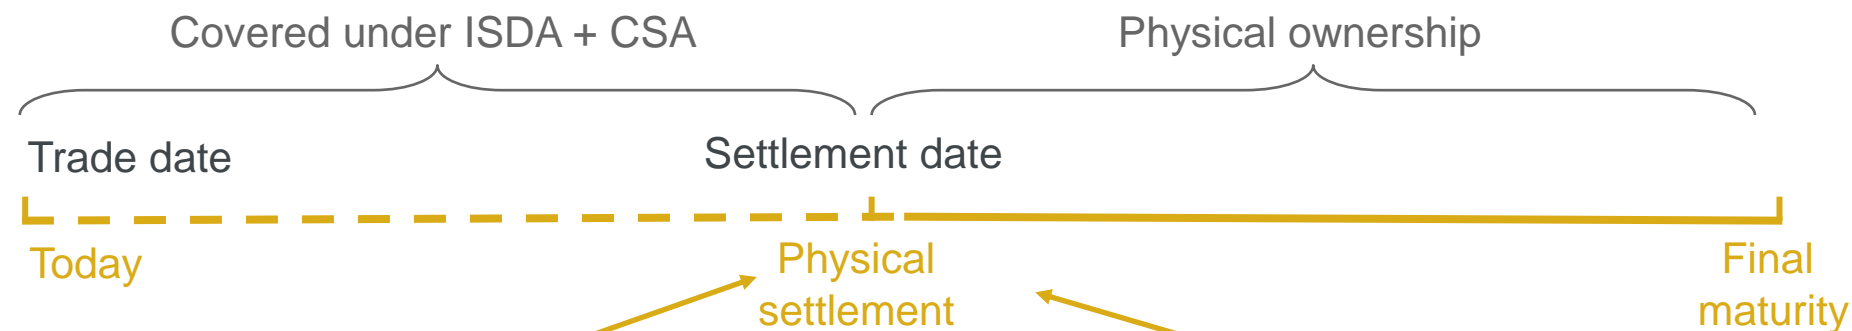 Covered under ISDA + CSA
Physical ownership
Trade date
Settlement date
Today
Physical
settlement
Final
maturity